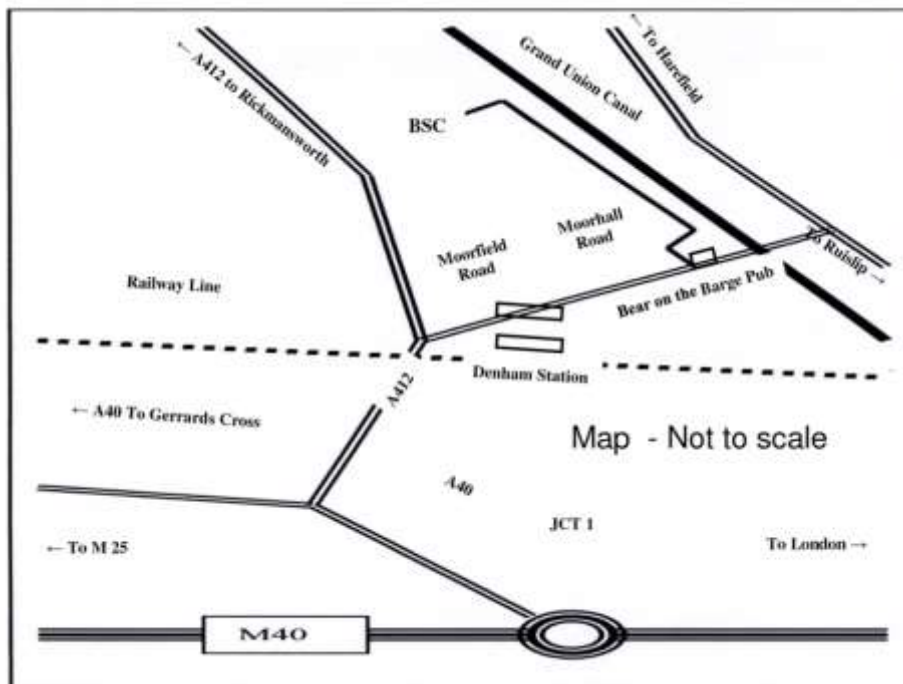 ← To Harefield
Grand Union Canal
← A412 to Rickmansworth
BSC
Moorhall
Road
Moorfield
Road
To Ruislip →
Bear on the Barge Pub
Railway Line
Denham Station
A412
← A40 To Gerrards Cross
Map - Not to scale
A40
JCT 1
← To M 25
To London →
M40